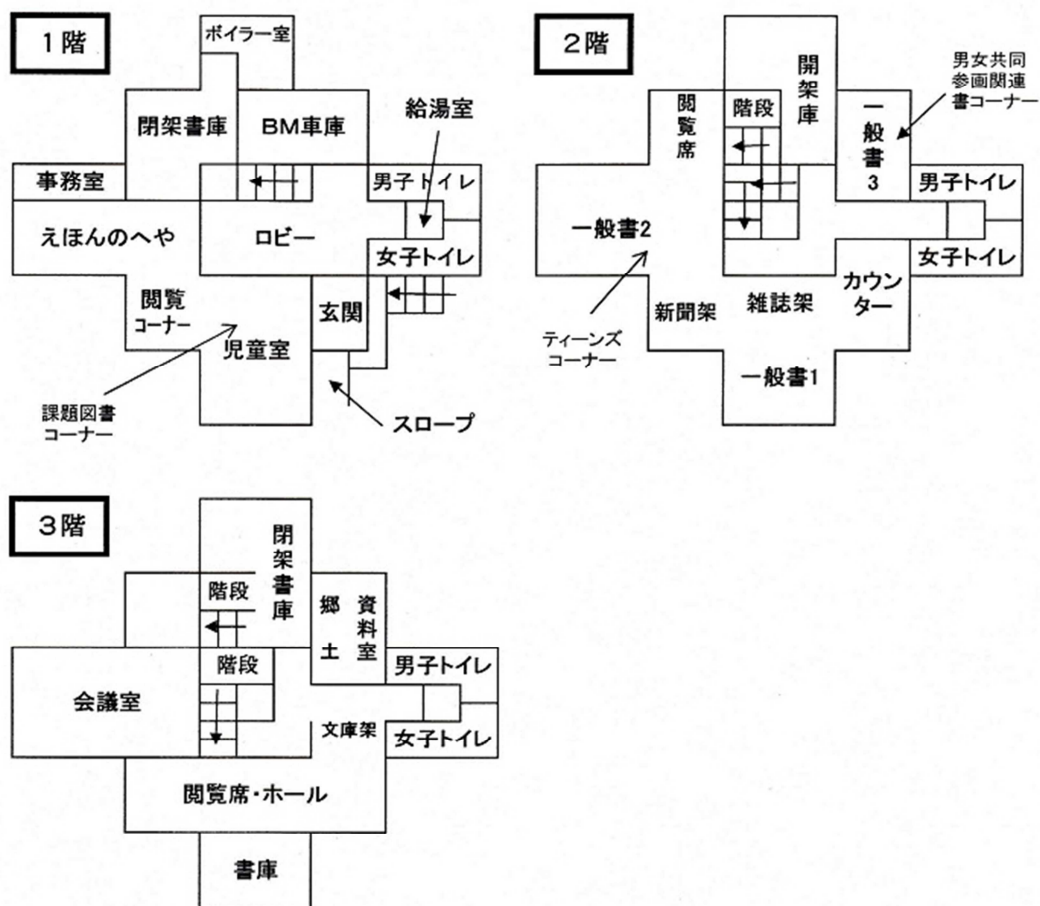 1階
ボイラー室
閉架書庫
BM車庫
給湯室
事務室
男子トイレ
えほんのへや
ロビー
女子トイレ
閲覧
コーナー
玄関
児童室
課題図書
コーナー
スロープ
2階
開架庫
男女共同
参画関連
書コーナー
閲覧席
階段
一般書3
男子トイレ
一般書2
女子トイレ
カウン
ター
新聞架
雑誌架
ティーンズ
コーナー
一般書1
3階
閉架書庫
階段
郷土
資料室
階段
男子トイレ
会議室
文庫架
女子トイレ
閲覧席・ホール
書庫